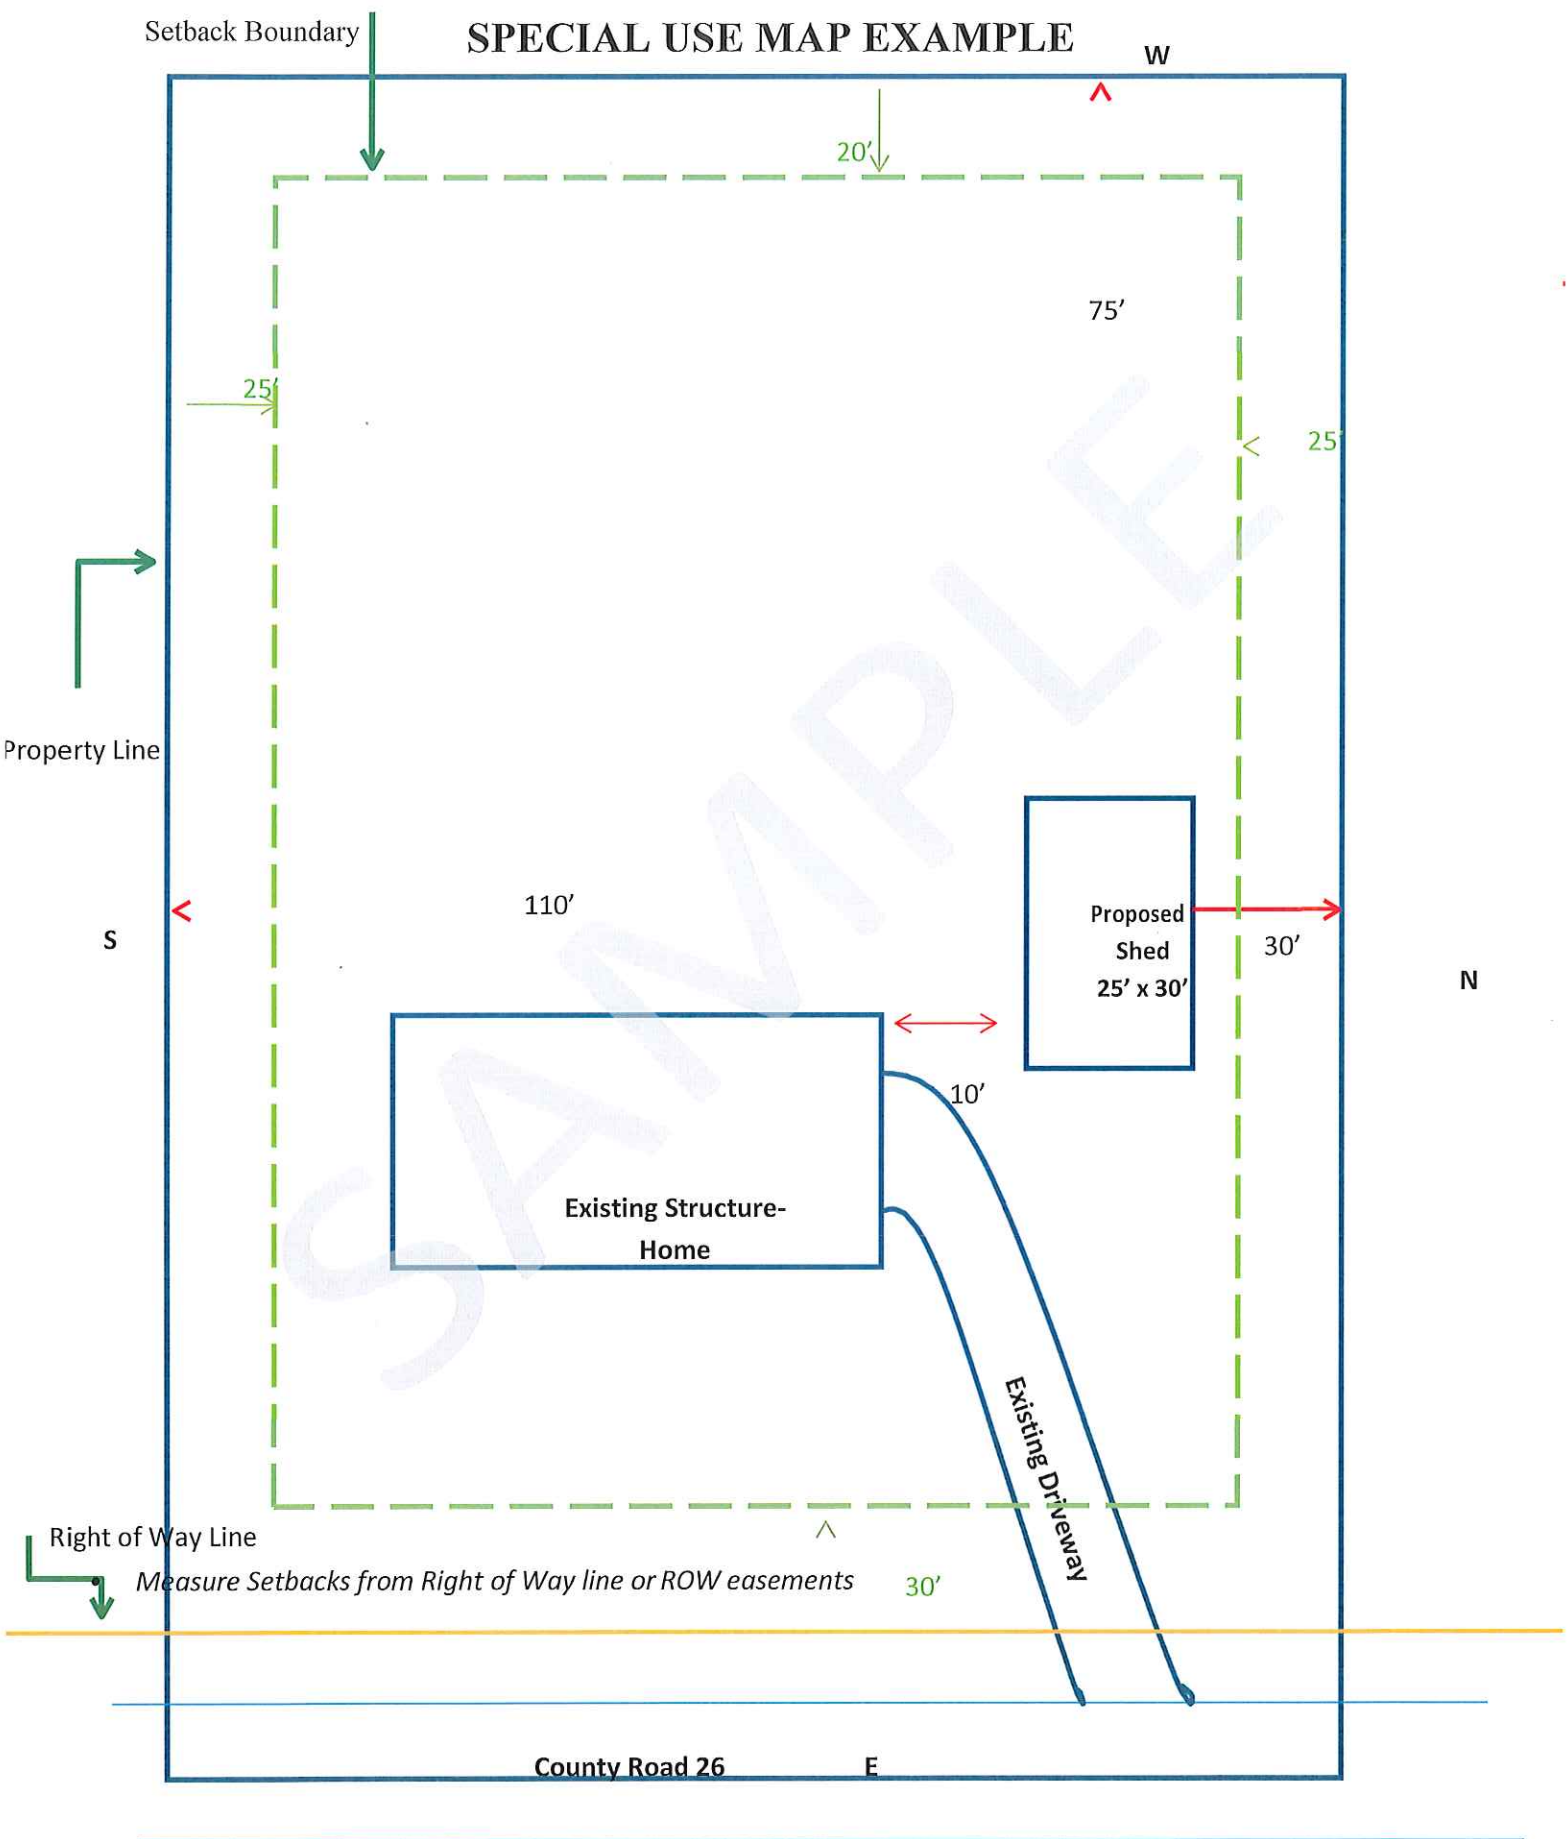 Setback Boundary
SPECIAL USE MAP EXAMPLE
W
20’
75’
25’
25’
Property Line
110’
S
Proposed
Shed
25’ x 30’
30’
N
10’
Existing Structure-
Home
Existing Driveway
Right of Way Line
Measure Setbacks from Right of Way line or ROW easements
30’
County Road 26
E
SAMPLE